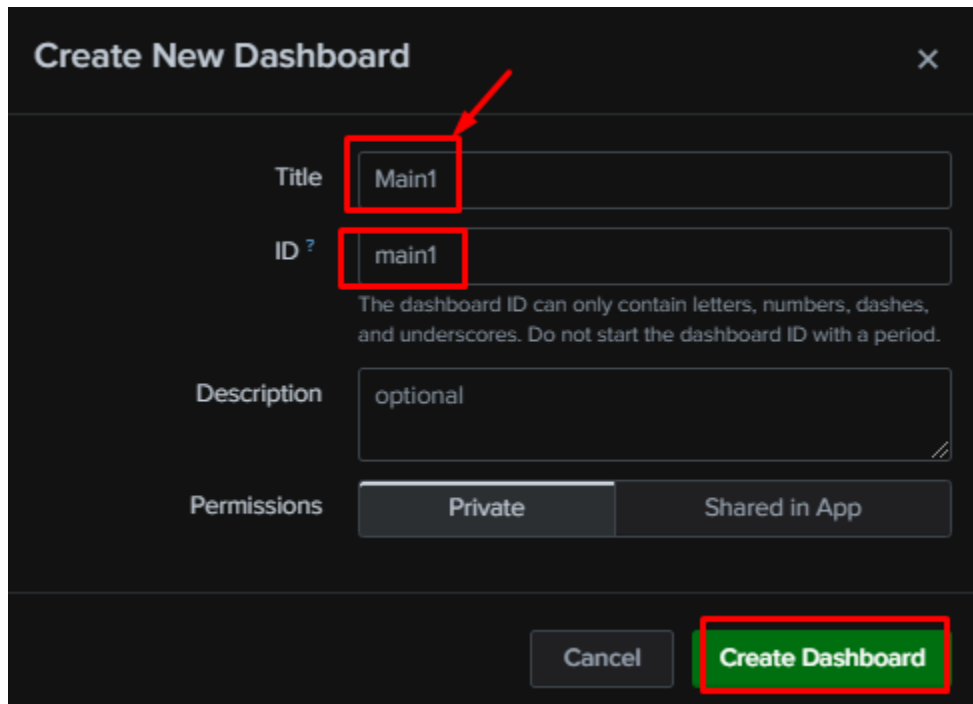 Create New Dashboard ×
Title Main1
ID ? main1
The dashboard ID can only contain letters, numbers, dashes,
and underscores. Do not start the dashboard ID with a period.
Description optional
Permissions Private Shared in App
Cancel Create Dashboard